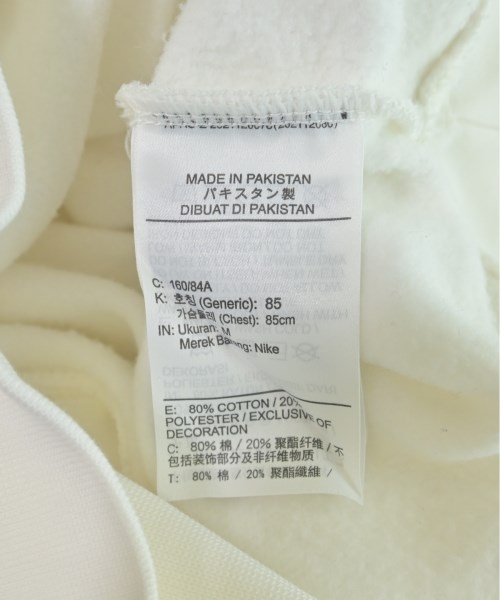 MADE IN PAKISTAN
パキスタン製
DIBUAT DI PAKISTAN
C: 160/84A
K: 호칭 (Generic): 85
가슴둘레 (Chest): 85cm
IN: Ukuran: M
Merek Barang: Nike
E: 80% COTTON / 20%
POLYESTER / EXCLUSIVE OF
DECORATION
C: 80% 棉 / 20% 聚酯纤维 / 不
包括装饰部分及非纤维物质
T: 80% 棉 / 20% 聚酯纖維 /